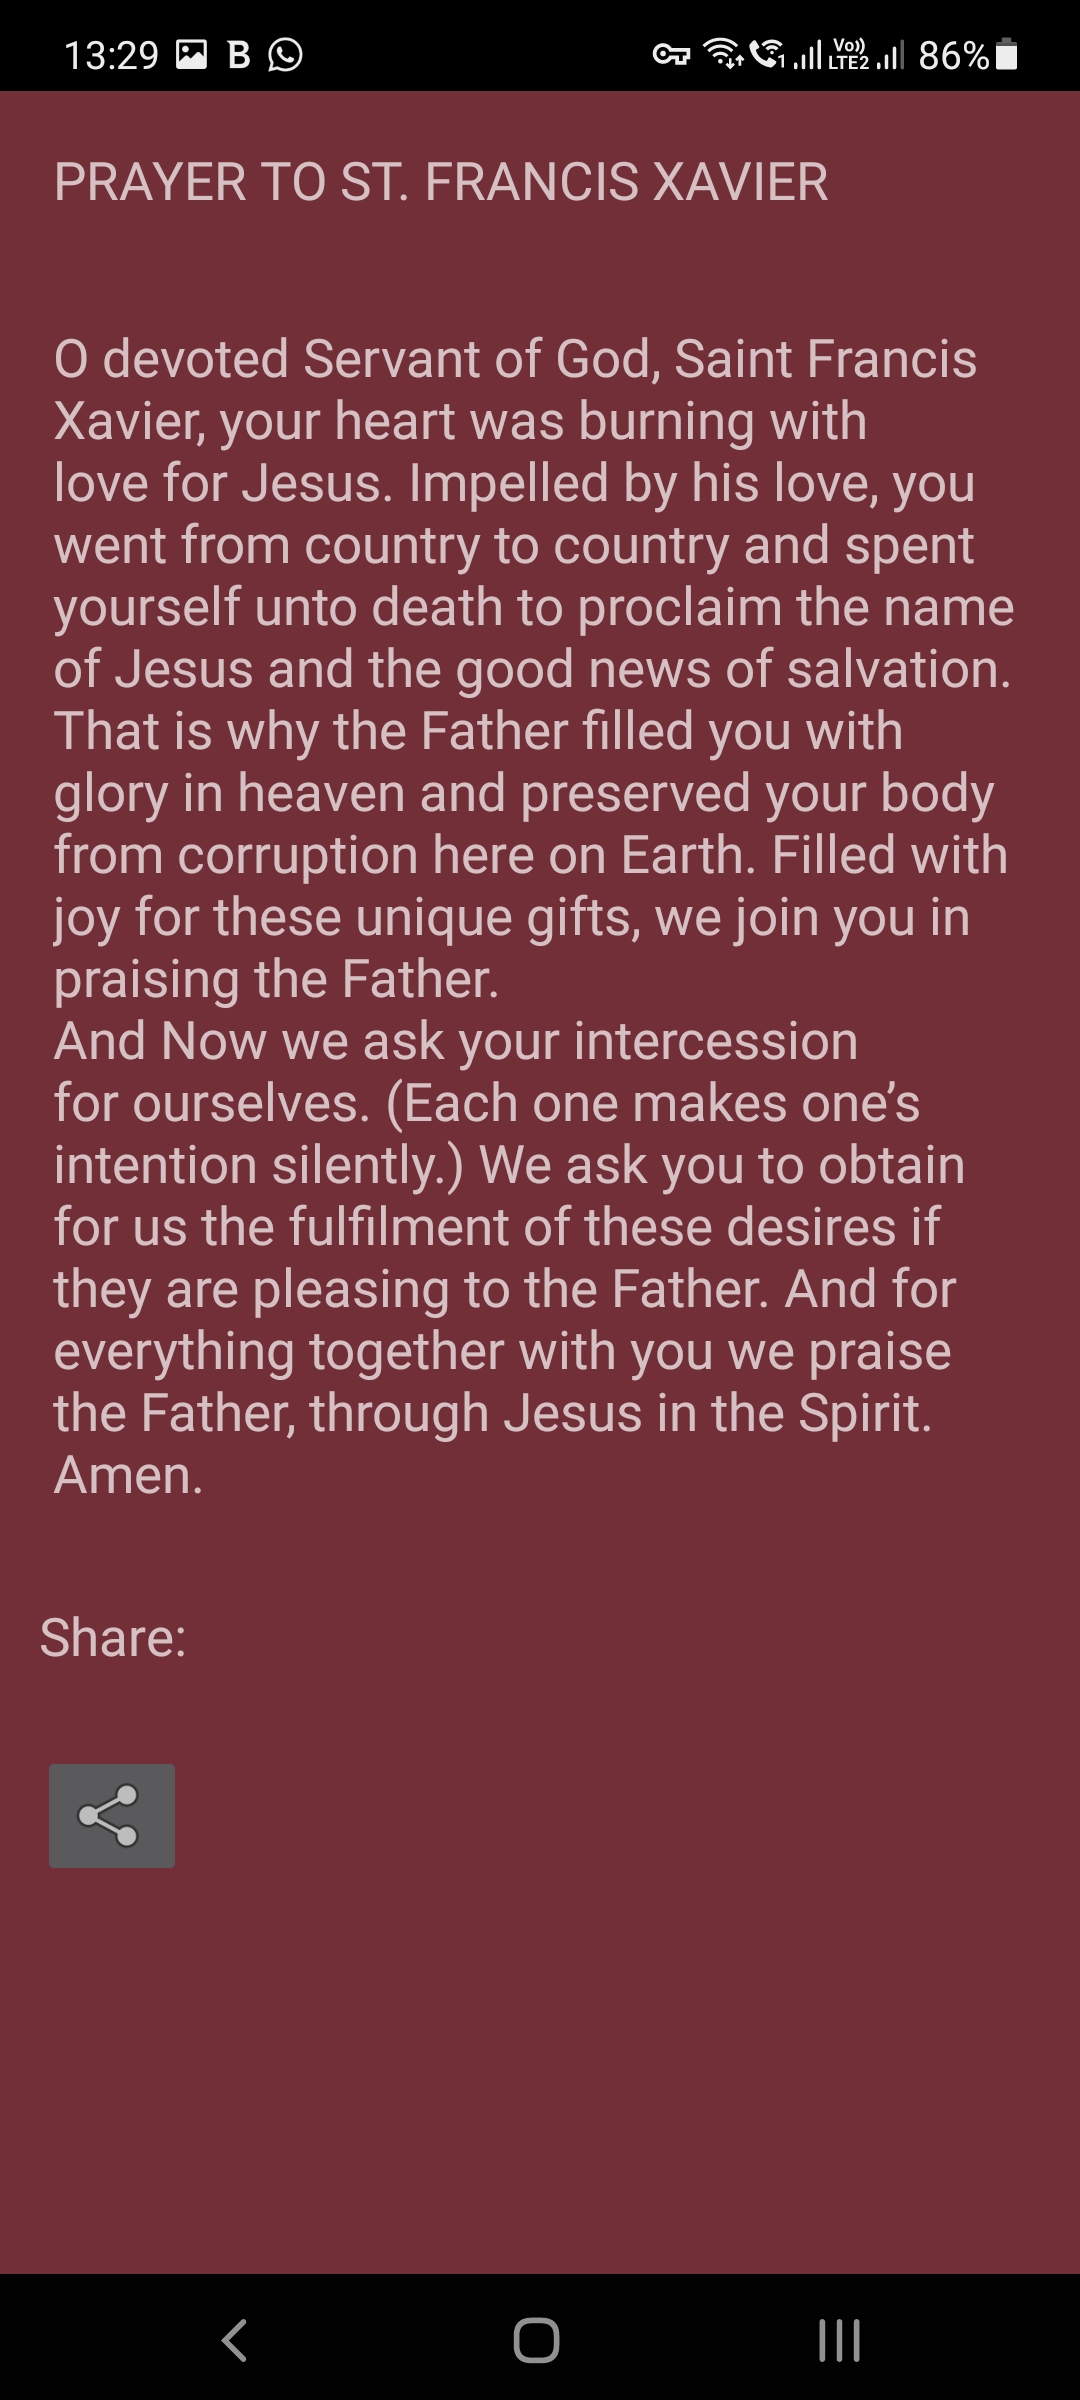 13:29 B Vo)) LTE2 1 86%
PRAYER TO ST. FRANCIS XAVIER
O devoted Servant of God, Saint Francis
Xavier, your heart was burning with
love for Jesus. Impelled by his love, you
went from country to country and spent
yourself unto death to proclaim the name
of Jesus and the good news of salvation.
That is why the Father filled you with
glory in heaven and preserved your body
from corruption here on Earth. Filled with
joy for these unique gifts, we join you in
praising the Father.
And Now we ask your intercession
for ourselves. (Each one makes one’s
intention silently.) We ask you to obtain
for us the fulfilment of these desires if
they are pleasing to the Father. And for
everything together with you we praise
the Father, through Jesus in the Spirit.
Amen.
Share: